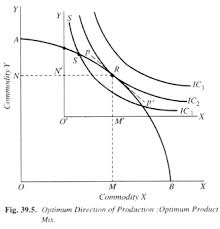 Y
Y
S
A
P
R
N
N'
S
P'
IC3
IC2
IC1
O'
M'
X
O
M
B
X
Commodity Y
Commodity X
Fig. 39.5. Optimum Direction of Production : Optimum Product
Mix.